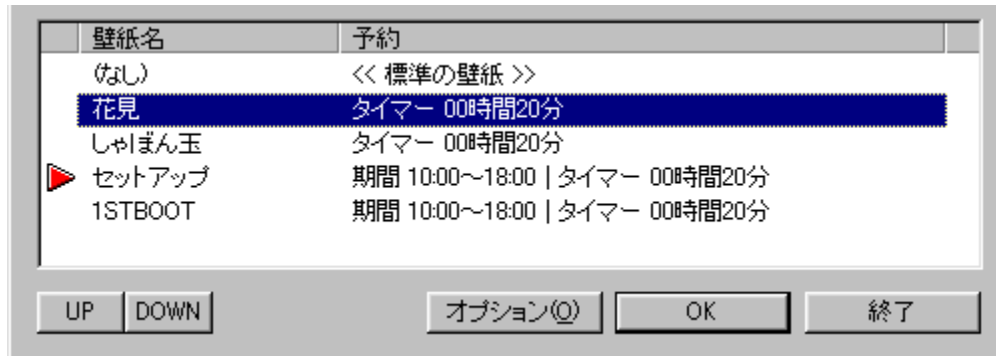 壁紙名 予約
(なし) << 標準の壁紙 >>
花見 タイマー 00時間20分
しゃぼん玉 タイマー 00時間20分
セットアップ 期間 10:00～18:00 | タイマー 00時間20分
1STBOOT 期間 10:00～18:00 | タイマー 00時間20分
UP DOWN オプション(O) OK 終了